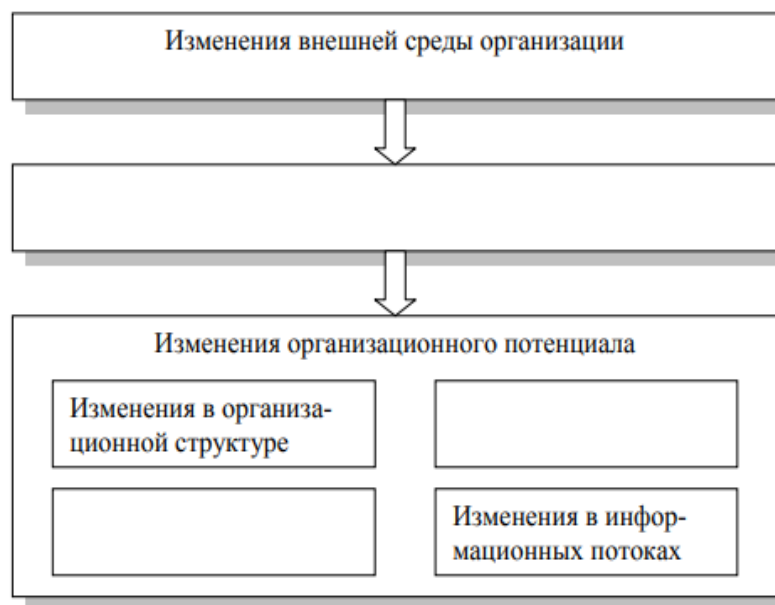 Изменения внешней среды организации
Изменения организационного потенциала
Изменения в организа-
ционной структуре
Изменения в инфор-
мационных потоках